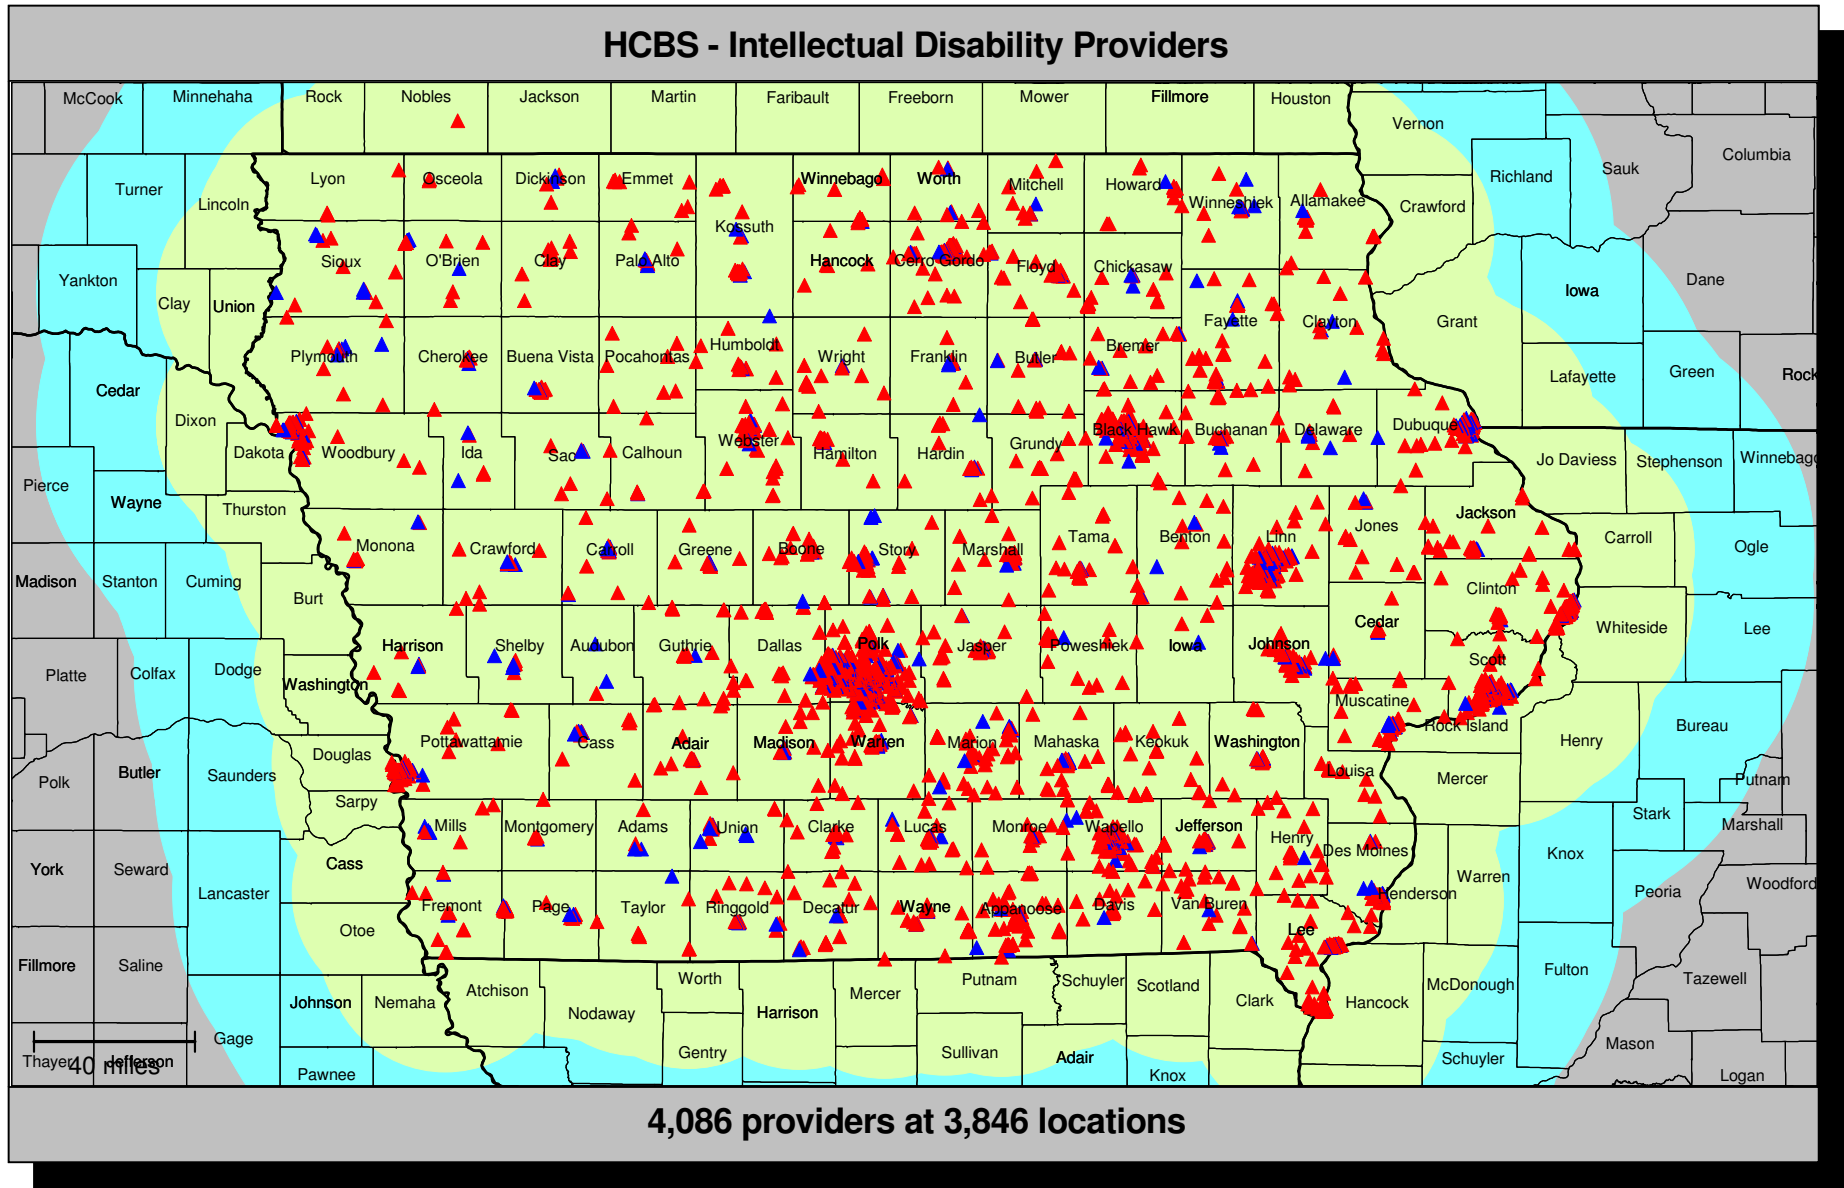 HCBS - Intellectual Disability Providers
McCook Minnehaha Rock Nobles Jackson Martin Faribault Freeborn Mower Fillmore Houston
Vernon Sauk Columbia
Turner Lincoln Lyon Osceola Dickinson Emmet Winnebago Worth Mitchell Howard Winneshiek Allamakee Crawford Richland
Kossuth
Yankton Clay Union Sioux O'Brien Clay Palo Alto Hancock Cerro Gordo Floyd Chickasaw Iowa Dane
Fayette Clayton Grant
Cedar Plymouth Cherokee Buena Vista Pocahontas Humboldt Wright Franklin Butler Bremer Lafayette Green Rock
Dixon Dakota Woodbury Ida Sac Calhoun Webster Hamilton Hardin Grundy Black Hawk Buchanan Delaware Dubuque
Jo Daviess Stephenson Winnebago
Pierce Wayne Thurston Jackson
Monona Crawford Carroll Greene Boone Story Marshall Tama Benton Linn Jones Carroll Ogle
Madison Stanton Cuming Burt Clinton
Harrison Shelby Audubon Guthrie Dallas Polk Jasper Poweshiek Iowa Johnson Cedar Scott Whiteside Lee
Platte Colfax Dodge Washington Muscatine Rock Island Henry Bureau
Douglas Pottawattamie Cass Adair Madison Warren Marion Mahaska Keokuk Washington Louisa Mercer Putnam
Polk Butler Saunders Sarpy Stark Marshall
Mills Montgomery Adams Union Clarke Lucas Monroe Wapello Jefferson Henry Des Moines Knox
York Seward Lancaster Cass Warren Peoria Woodford
Fremont Page Taylor Ringgold Decatur Wayne Appanoose Davis Van Buren Lee Henderson
Otoe
Fillmore Saline Johnson Nemaha Atchison Nodaway Worth Harrison Mercer Putnam Schuyler Scotland Clark Hancock McDonough Fulton Tazewell
Gage Gentry Sullivan Adair Schuyler Mason
Thayer Jefferson
40 miles
Pawnee Knox Logan
4,086 providers at 3,846 locations